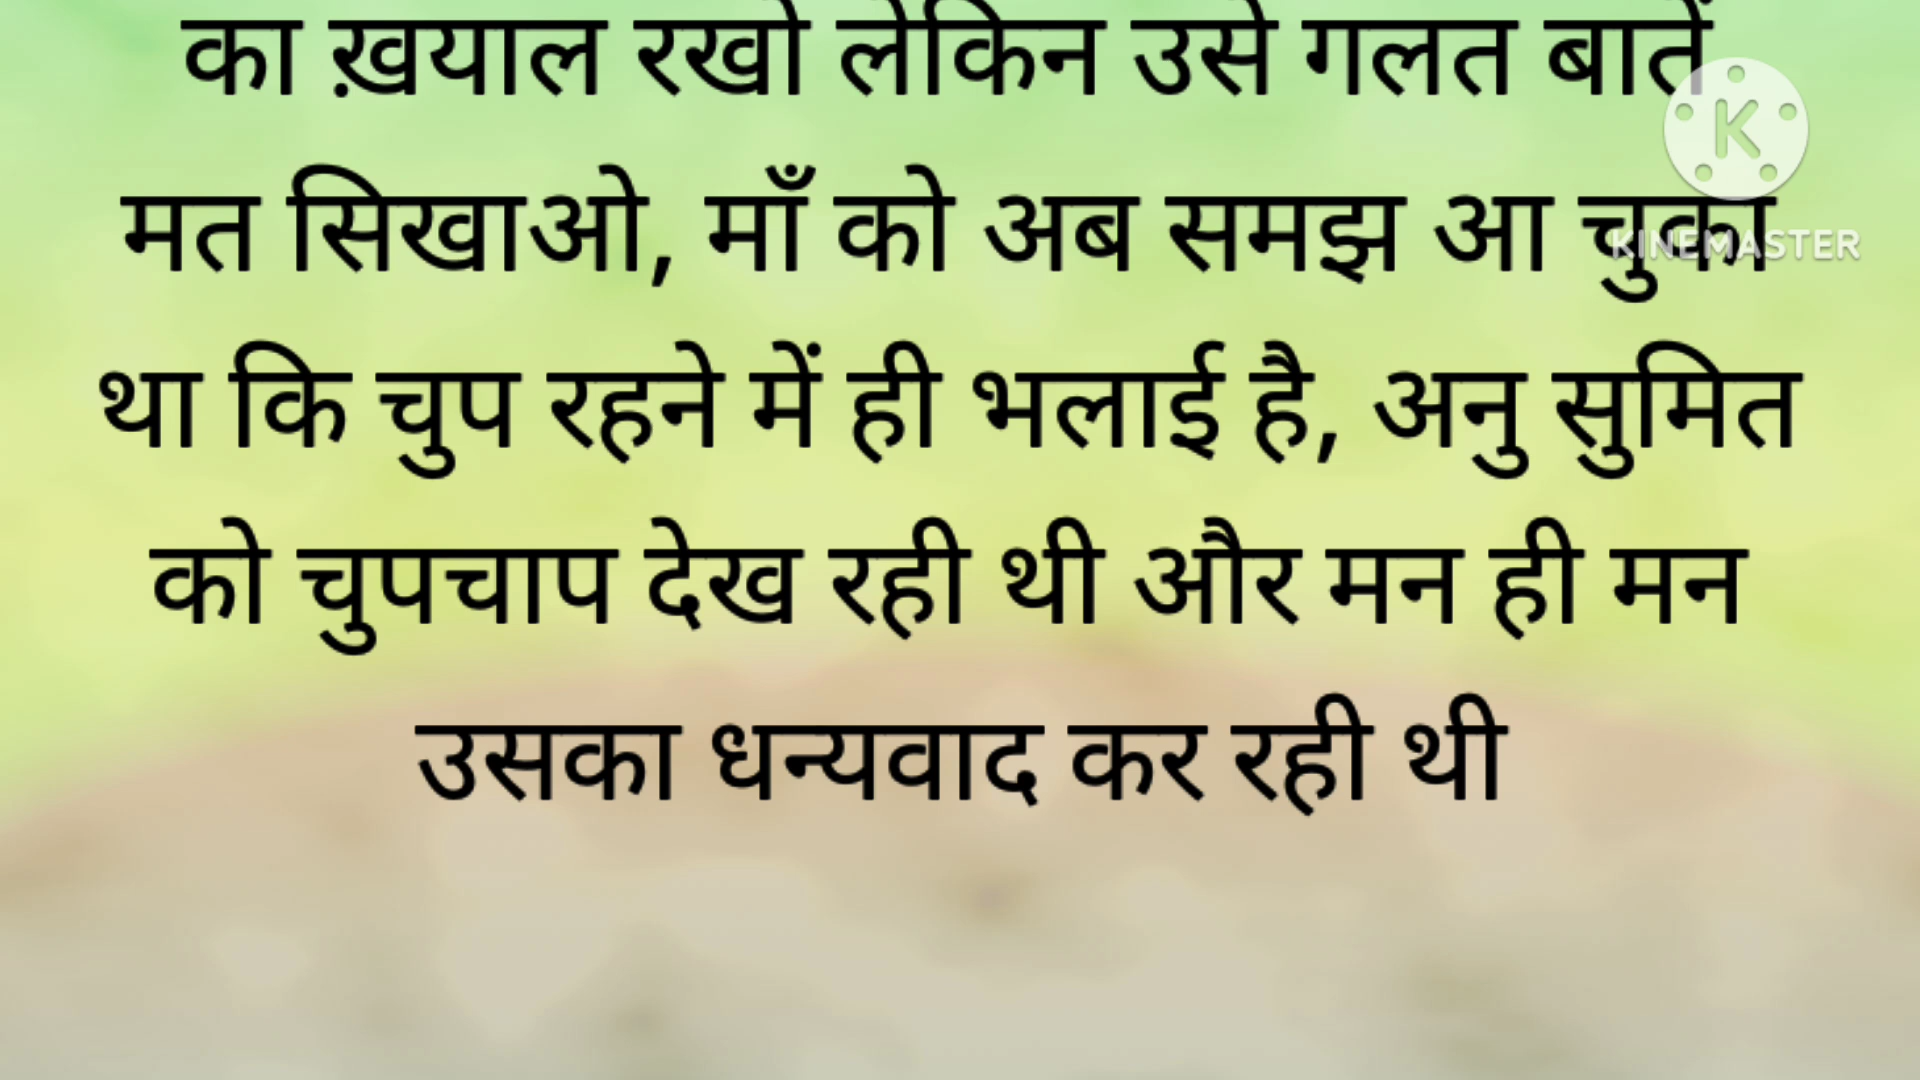 का ख़याल रखो लेकिन उसे गलत बातें
K
मत सिखाओ, माँ को अब समझ आ चुका
KINEMASTER
था कि चुप रहने में ही भलाई है, अनु सुमित
को चुपचाप देख रही थी और मन ही मन
उसका धन्यवाद कर रही थी